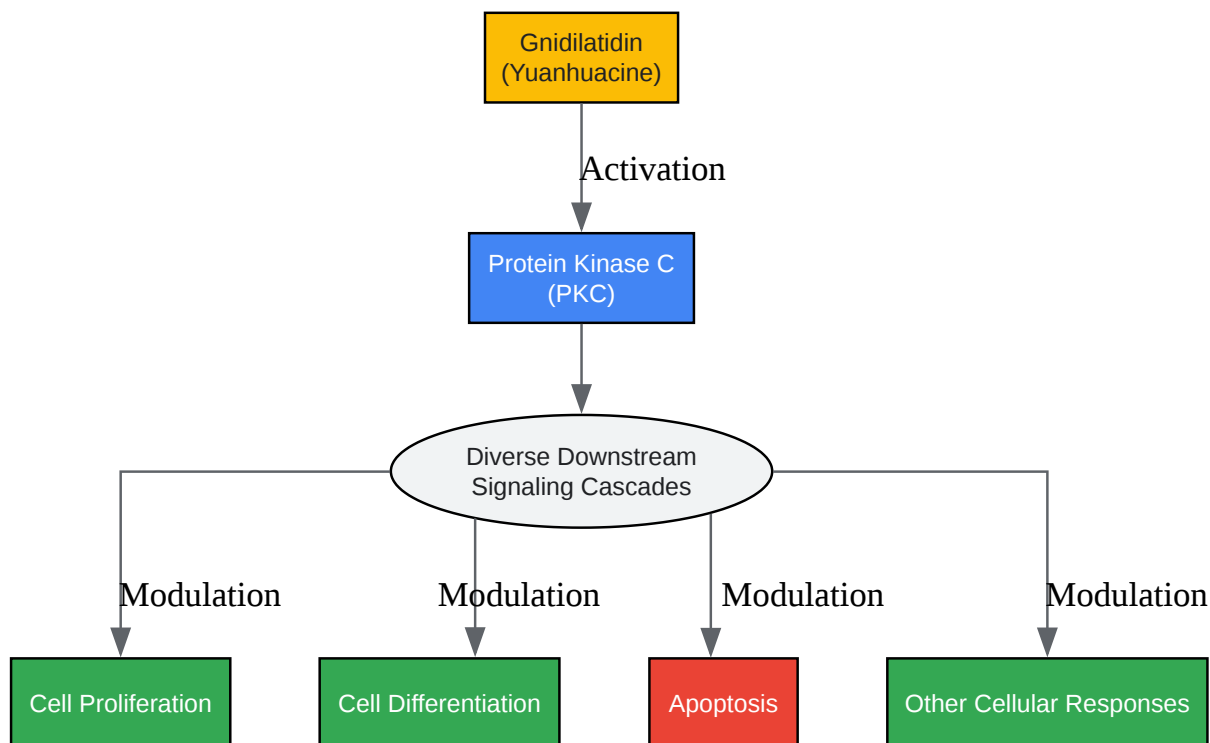 Gnidilatidin
(Yuanhuacine)
Activation
Protein Kinase C
(PKC)
Diverse Downstream
Signaling Cascades
Modulation
Modulation
Modulation
Modulation
Cell Proliferation
Cell Differentiation
Apoptosis
Other Cellular Responses